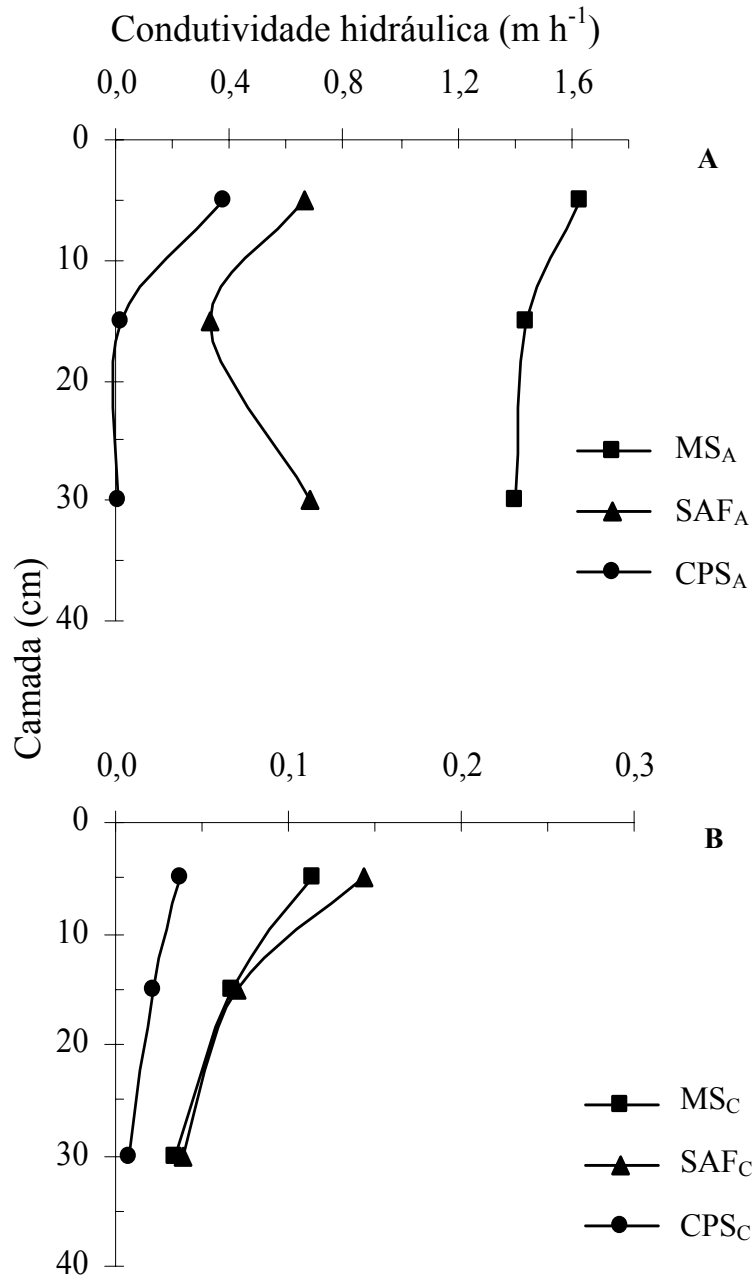 Condutividade hidráulica (m h-1)
0,0 0,4 0,8 1,2 1,6
0
A
10
20
MSA
30
SAFA
CPSA
40
Camada (cm)
0,0 0,1 0,2 0,3
0
B
10
20
MSC
30
SAFC
CPSC
40